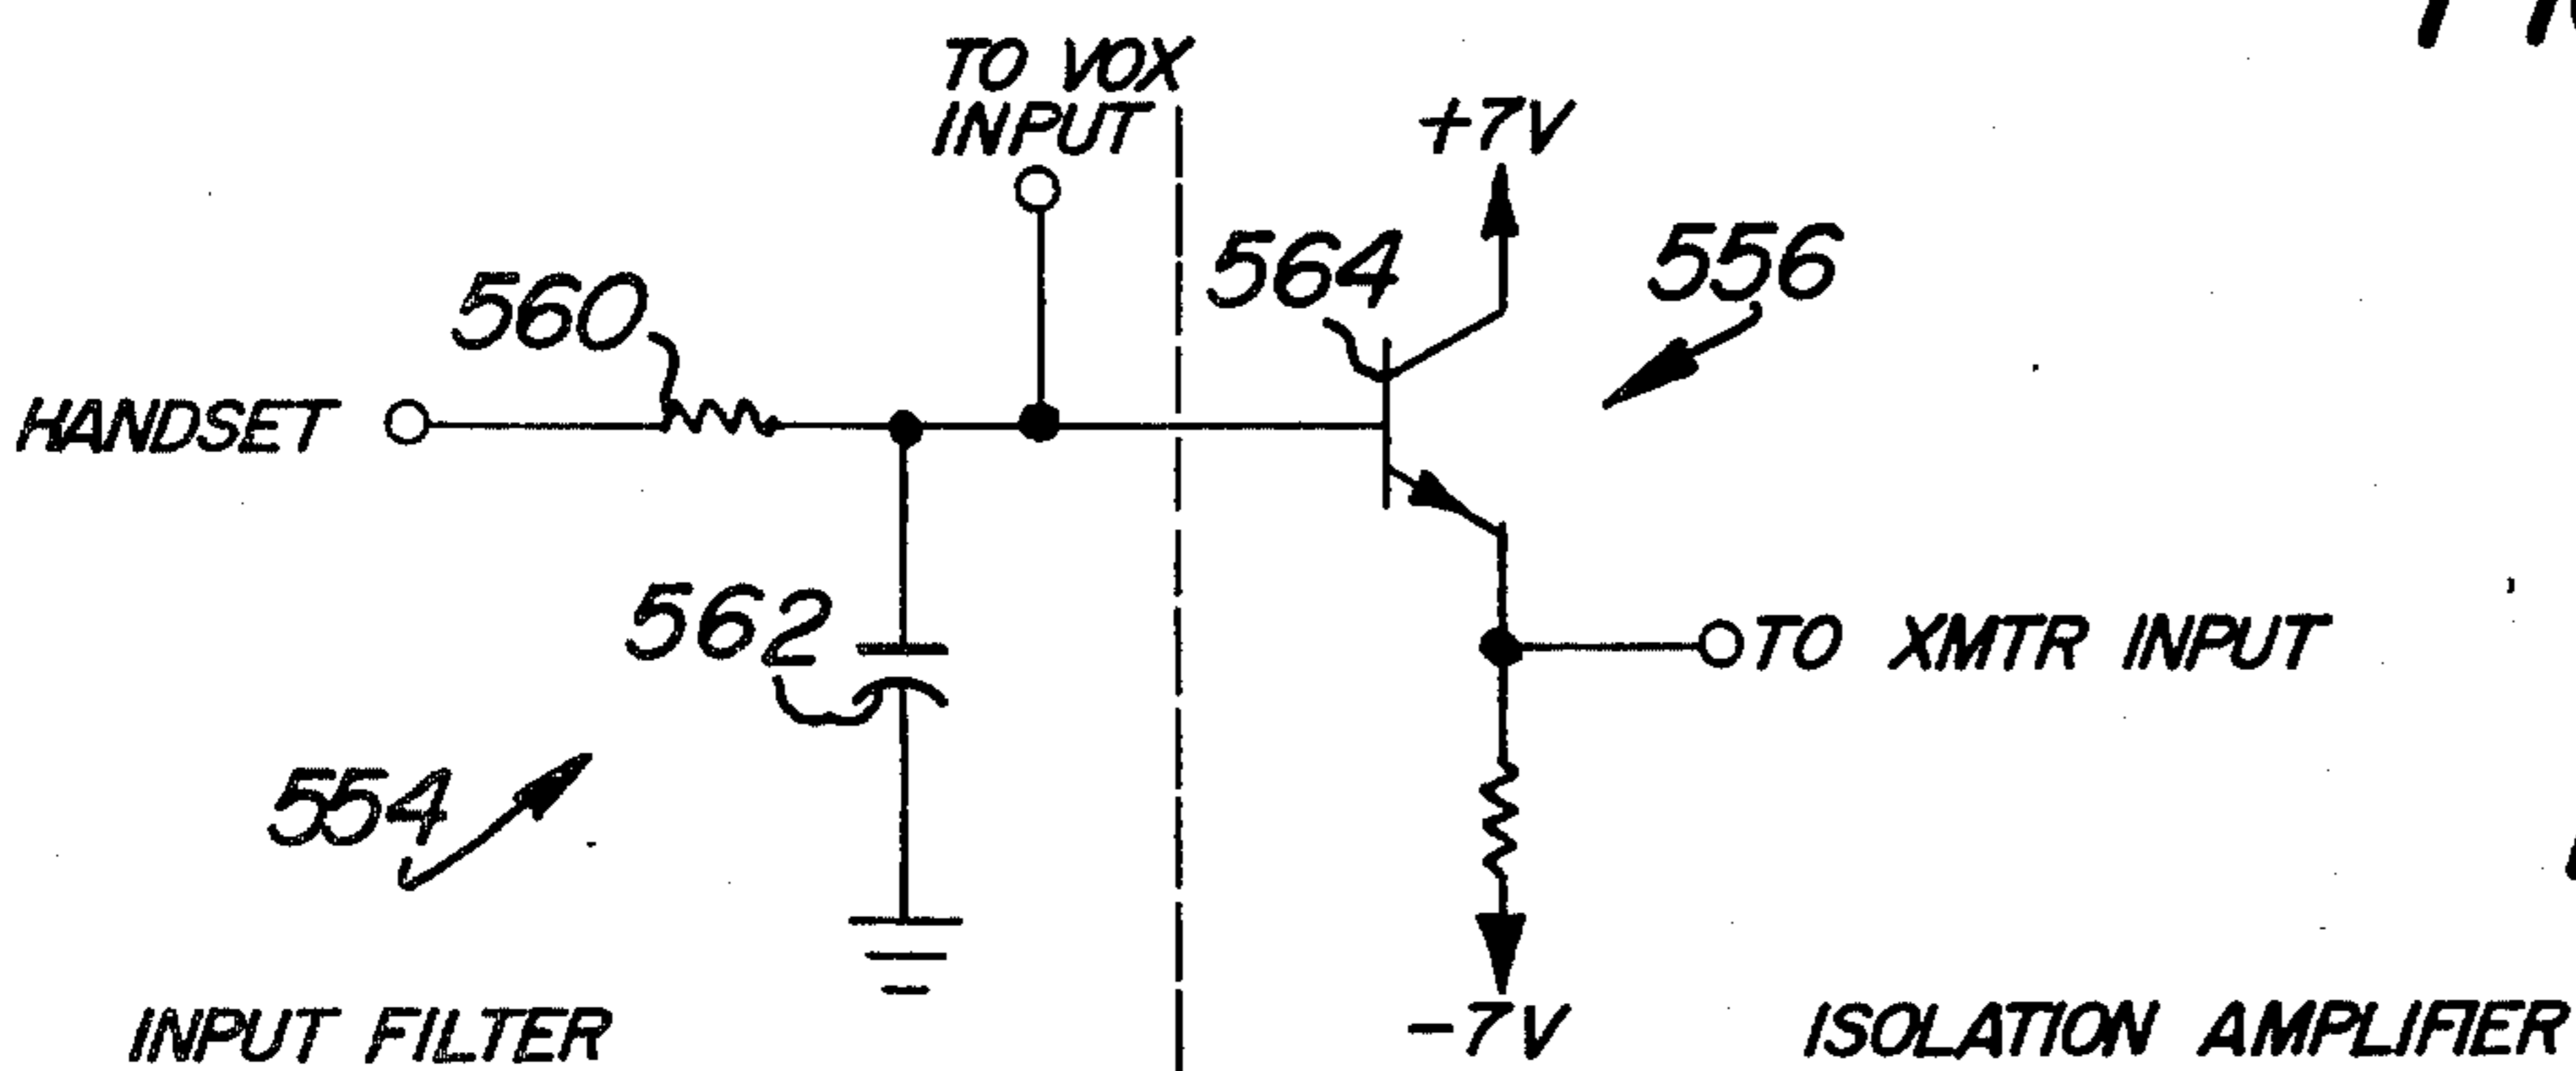 TO VOX
INPUT
+7V
564
556
560
HANDSET
562
TO XMTR INPUT
554
-7V
INPUT FILTER
ISOLATION AMPLIFIER